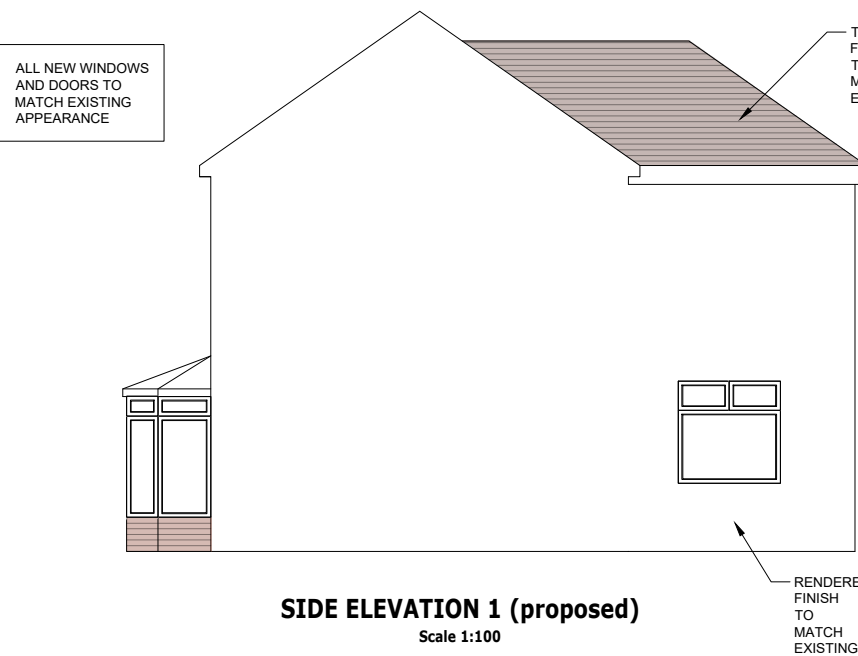 ALL NEW WINDOWS
AND DOORS TO
MATCH EXISTING
APPEARANCE
SIDE ELEVATION 1 (proposed)
Scale 1:100
FINISH
TO
MATCH
EXISTING